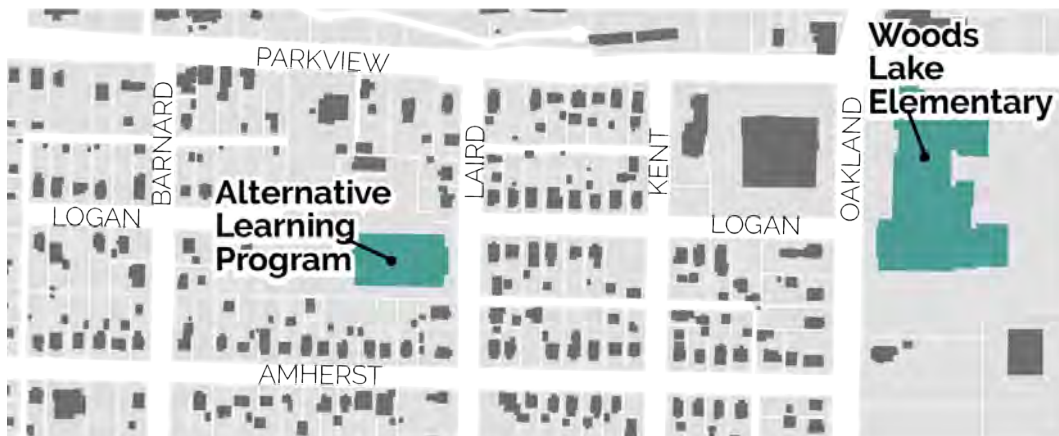 PARKVIEW
BARNARD
LAIRD
KENT
OAKLAND
Woods
Lake
Elementary
LOGAN
Alternative
Learning
Program
LOGAN
AMHERST